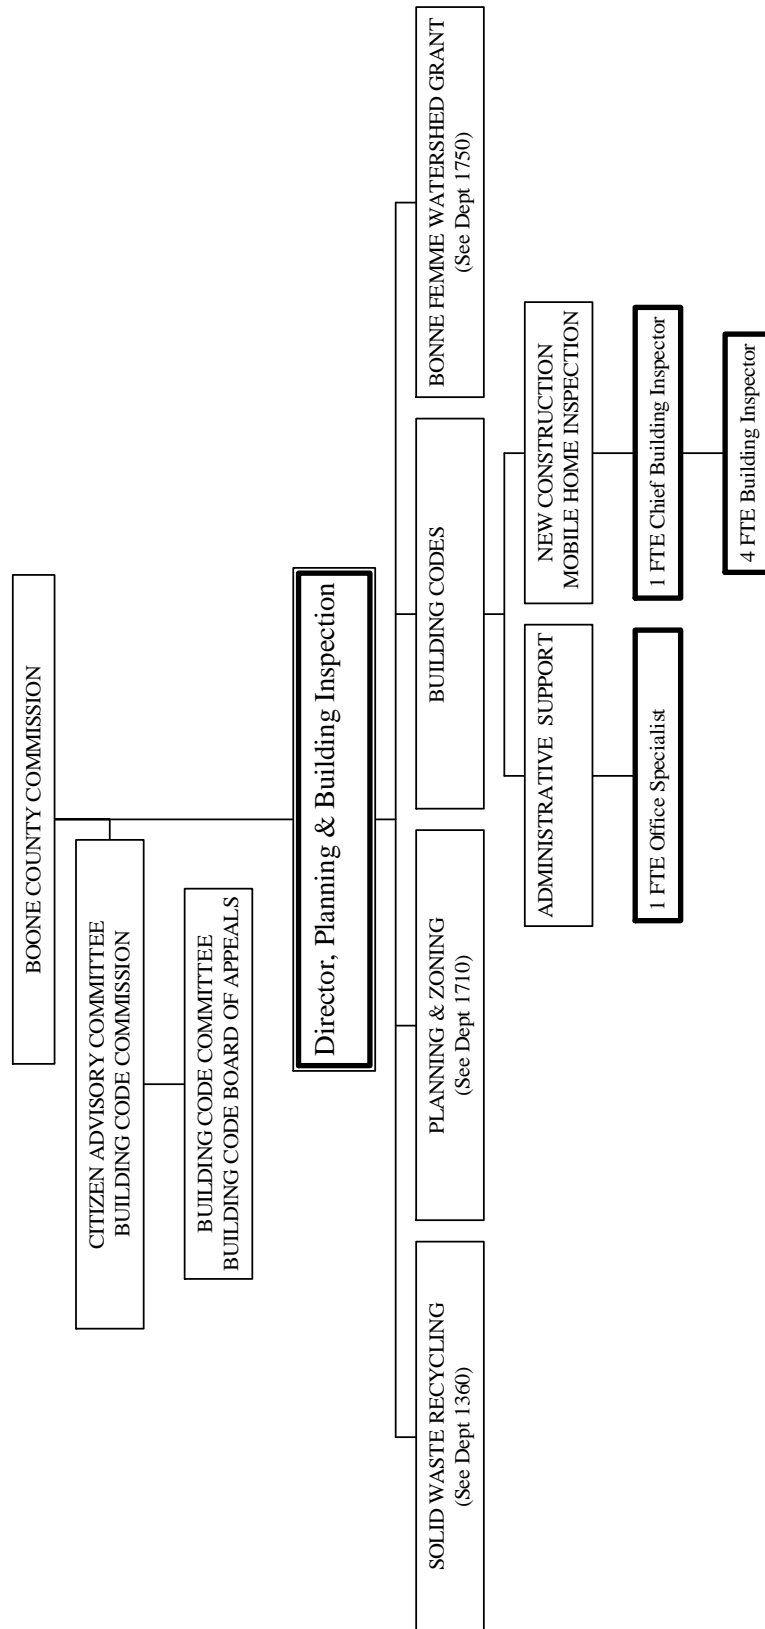 BOONE COUNTY COMMISSION
CITIZEN ADVISORY COMMITTEE
BUILDING CODE COMMISSION
BUILDING CODE COMMITTEE
BUILDING CODE BOARD OF APPEALS
Director, Planning & Building Inspection
SOLID WASTE RECYCLING
(See Dept 1360)
PLANNING & ZONING
(See Dept 1710)
BUILDING CODES
BONNE FEMME WATERSHED GRANT
(See Dept 1750)
ADMINISTRATIVE SUPPORT
NEW CONSTRUCTION
MOBILE HOME INSPECTION
1 FTE Office Specialist
1 FTE Chief Building Inspector
4 FTE Building Inspector